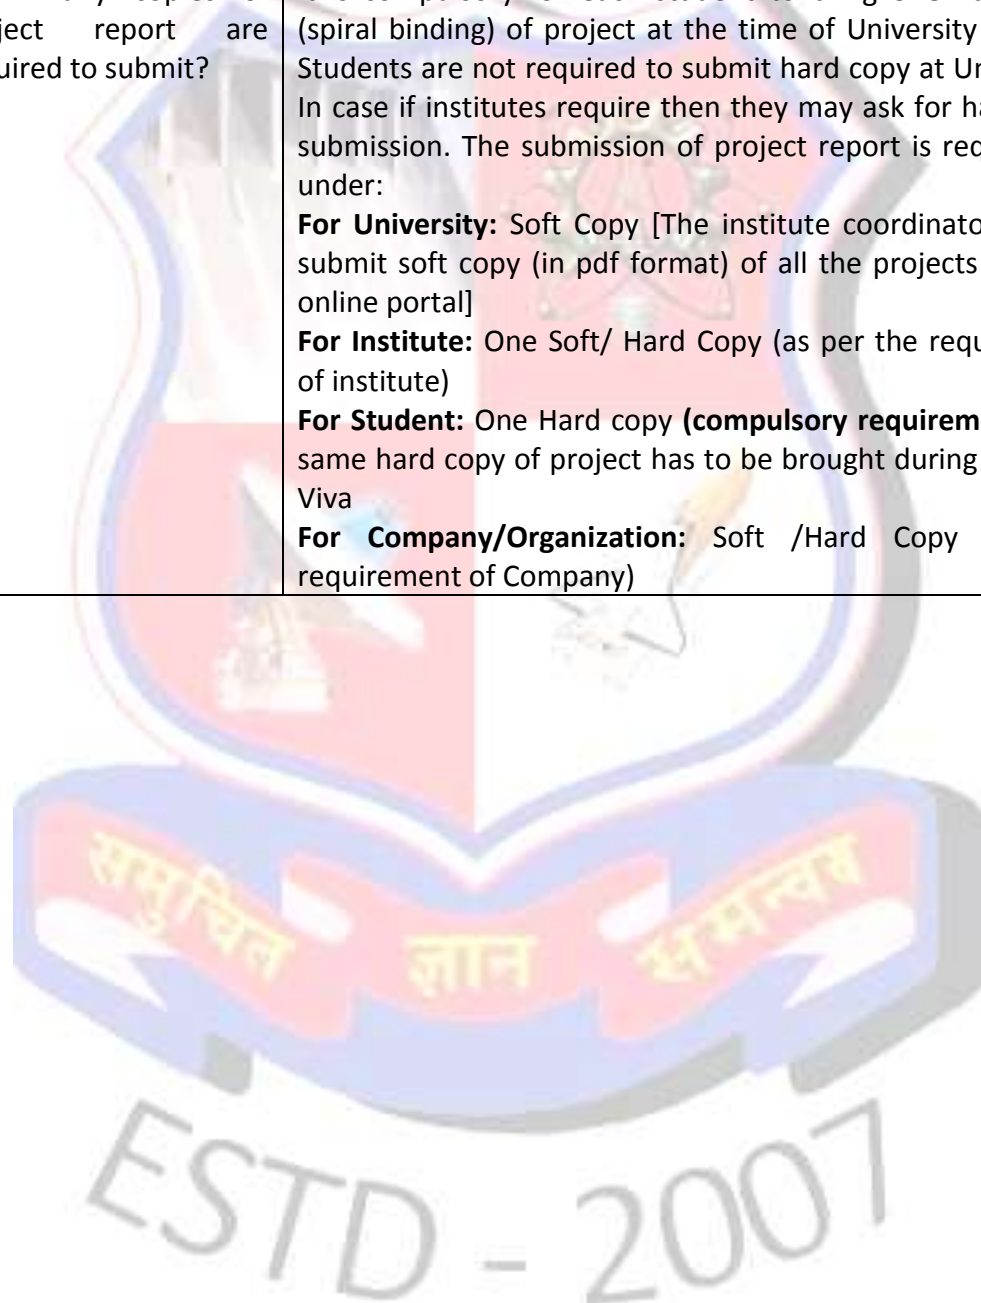 ject report are
uired to submit?
(spiral binding) of project at the time of University
Students are not required to submit hard copy at Un
In case if institutes require then they may ask for ha
submission. The submission of project report is req
under:
For University: Soft Copy [The institute coordinato
submit soft copy (in pdf format) of all the projects
online portal]
For Institute: One Soft/ Hard Copy (as per the requ
of institute)
For Student: One Hard copy (compulsory requirem
same hard copy of project has to be brought during
Viva
For Company/Organization: Soft /Hard Copy
requirement of Company)
समुचित ज्ञान समन्वय
ESTD - 2007